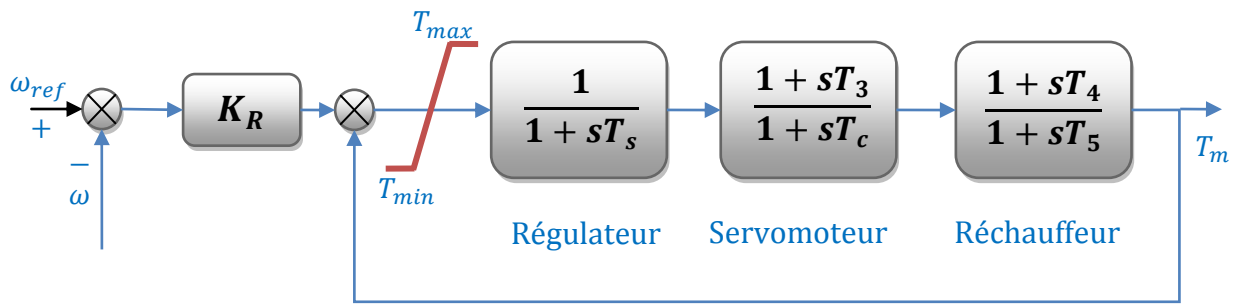 ω_ref
+
−
ω
K_R
T_max
T_min
1
1 + sT_s
1 + sT_3
1 + sT_c
1 + sT_4
1 + sT_5
T_m
Régulateur
Servomoteur
Réchauffeur